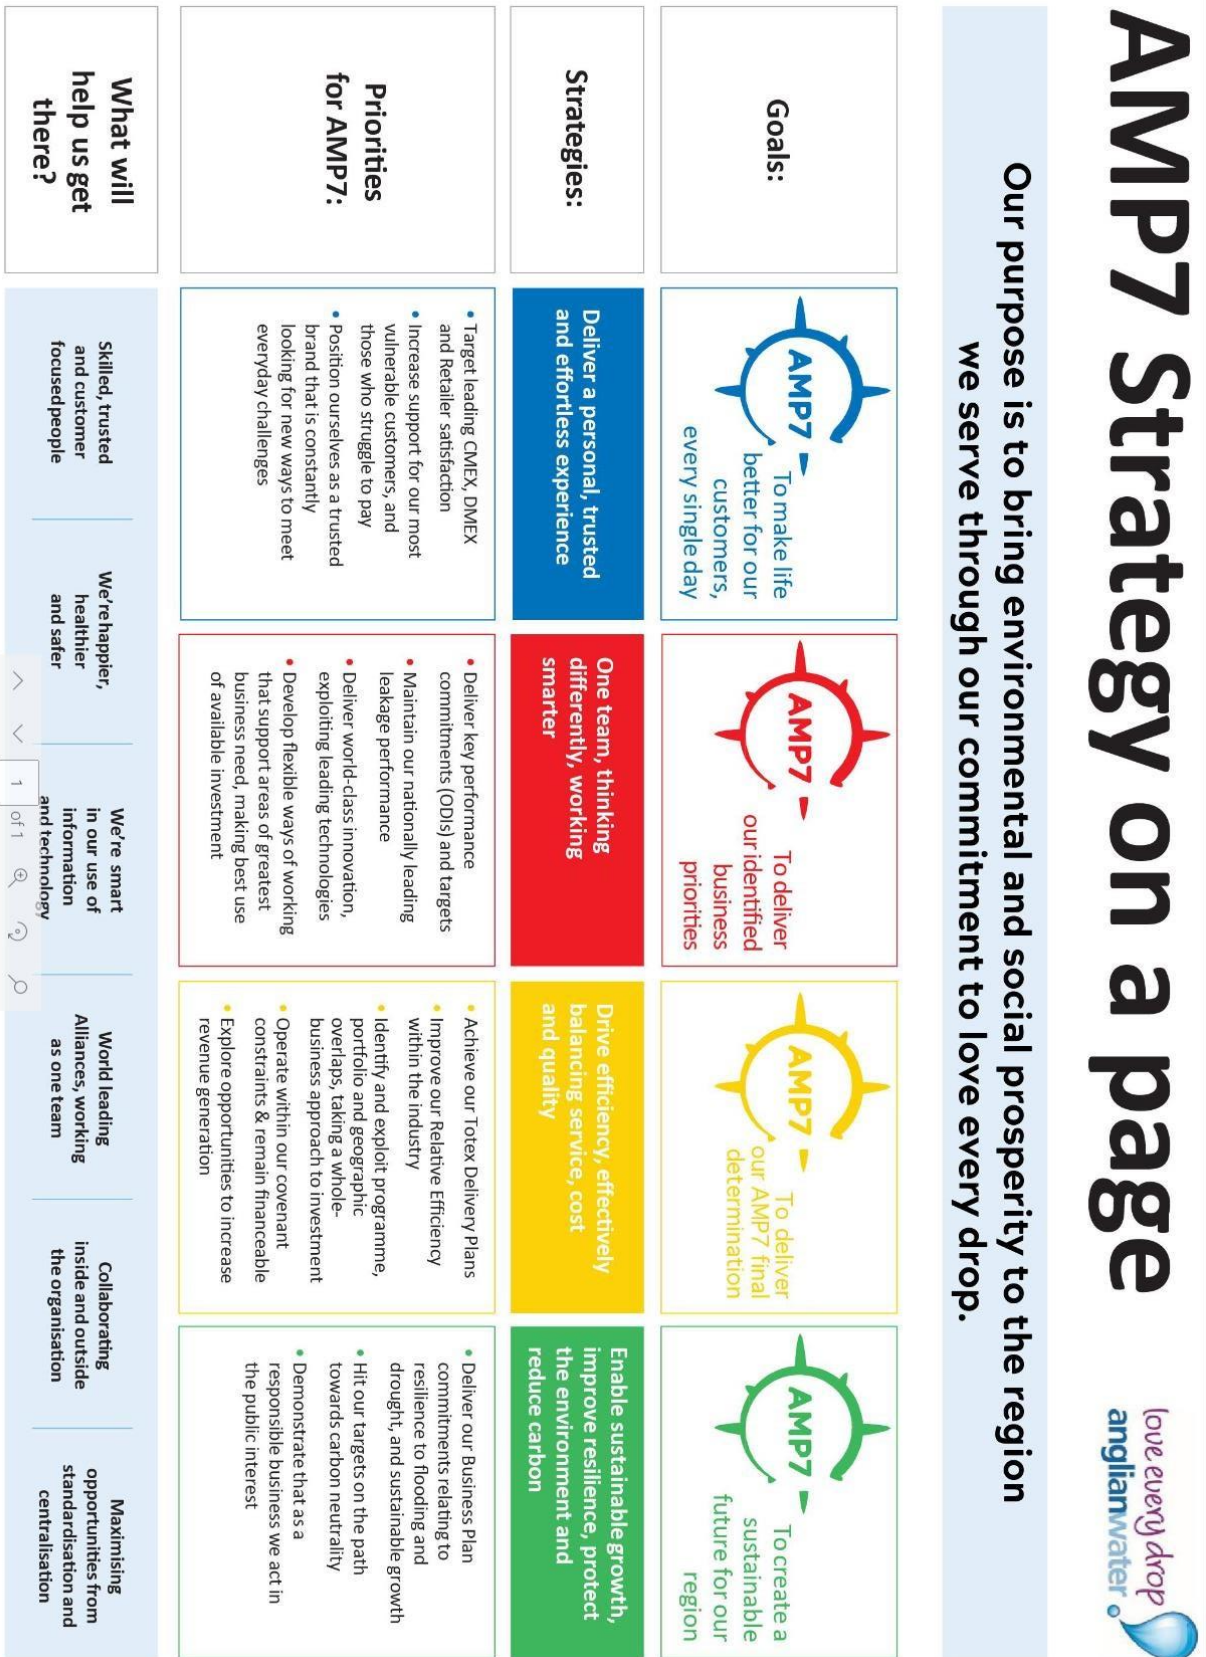 AMP7 Strategy on a page
love every drop
anglianwater
Our purpose is to bring environmental and social prosperity to the region
we serve through our commitment to love every drop.
Goals:
AMP7
To make life
better for our
customers,
every single day
AMP7
To deliver
our identified
business
priorities
AMP7
To deliver
our AMP7 final
determination
AMP7
To create a
sustainable
future for our
region
Strategies:
Deliver a personal, trusted
and effortless experience
One team, thinking
differently, working
smarter
Drive efficiency, effectively
balancing service, cost
and quality
Enable sustainable growth,
improve resilience, protect
the environment and
reduce carbon
Priorities
for AMP7:
• Target leading CMEX, DMEX
and Retailer satisfaction
• Increase support for our most
vulnerable customers, and
those who struggle to pay
• Position ourselves as a trusted
brand that is constantly
looking for new ways to meet
everyday challenges
• Deliver key performance
commitments (ODIs) and targets
• Maintain our nationally leading
leakage performance
• Deliver world-class innovation,
exploiting leading technologies
• Develop flexible ways of working
that support areas of greatest
business need, making best use
of available investment
• Achieve our Totex Delivery Plans
• Improve our Relative Efficiency
within the industry
• Identify and exploit programme,
portfolio and geographic
overlaps, taking a whole-
business approach to investment
• Operate within our covenant
constraints & remain financeable
• Explore opportunities to increase
revenue generation
• Deliver our Business Plan
commitments relating to
resilience to flooding and
drought, and sustainable growth
• Hit our targets on the path
towards carbon neutrality
• Demonstrate that as a
responsible business we act in
the public interest
What will
help us get
there?
Skilled, trusted
and customer
focused people
We're happier,
healthier
and safer
We're smart
in our use of
information
and technology
World leading
Alliances, working
as one team
Collaborating
inside and outside
the organisation
Maximising
opportunities from
standardisation and
centralisation
1 of 1